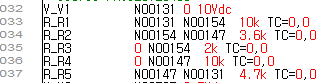 032 V_V1 N00131 0 10Vdc
033 R_R1 N00131 N00154 10k TC=0,0
034 R_R2 N00154 N00147 3.6k TC=0,0
035 R_R3 0 N00154 2k TC=0,0
036 R_R4 0 N00147 10k TC=0,0
037 R_R5 N00147 N00131 4.7k TC=0,0